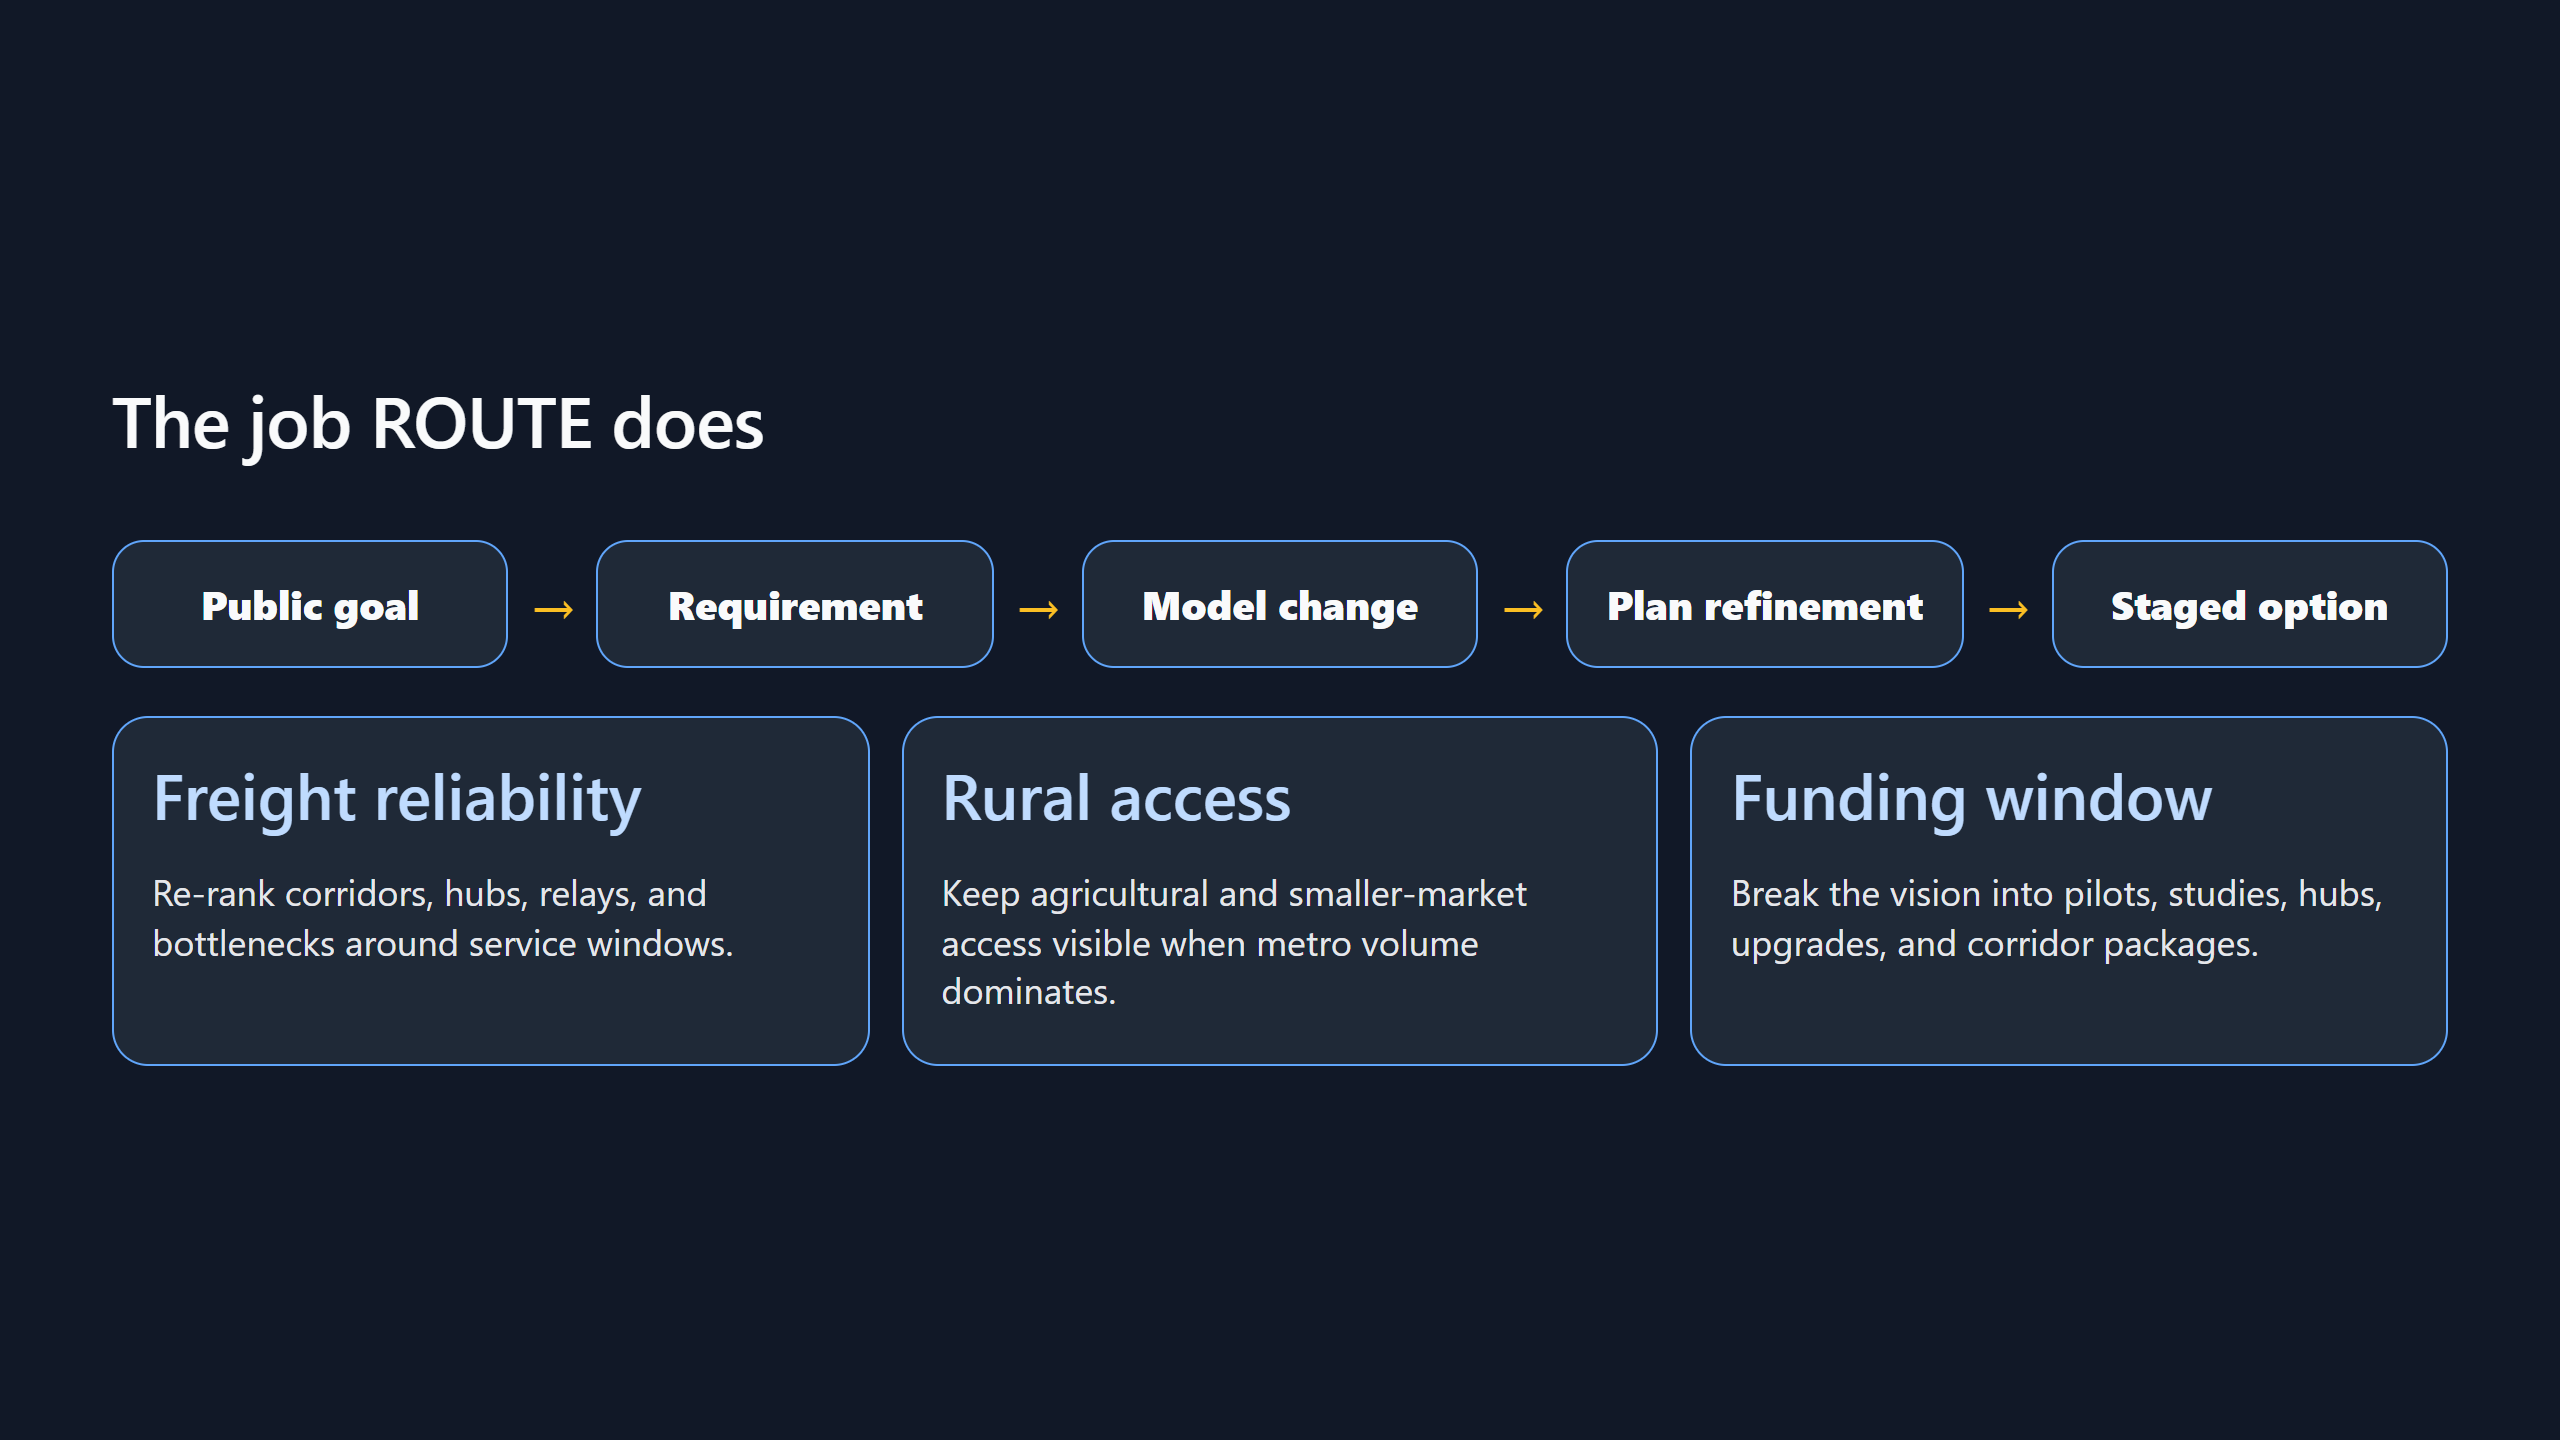 The job ROUTE does
Public goal → Requirement → Model change → Plan refinement → Staged option
Freight reliability
Re-rank corridors, hubs, relays, and
bottlenecks around service windows.
Rural access
Keep agricultural and smaller-market
access visible when metro volume
dominates.
Funding window
Break the vision into pilots, studies, hubs,
upgrades, and corridor packages.